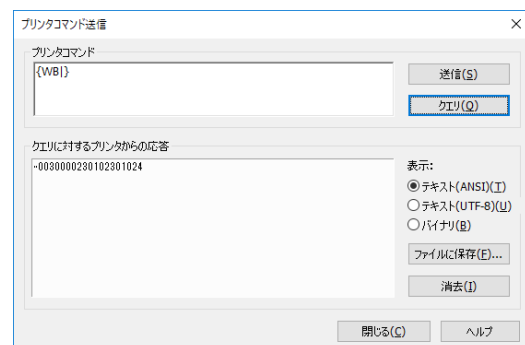 プリンタコマンド送信
プリンタコマンド
{WB|}
送信(S)
クエリ(Q)
クエリに対するプリンタからの応答
-00300002301023010​24
表示:
テキスト(ANSI)(T)
テキスト(UTF-8)(U)
バイナリ(B)
ファイルに保存(F)...
消去(I)
閉じる(C)
ヘルプ